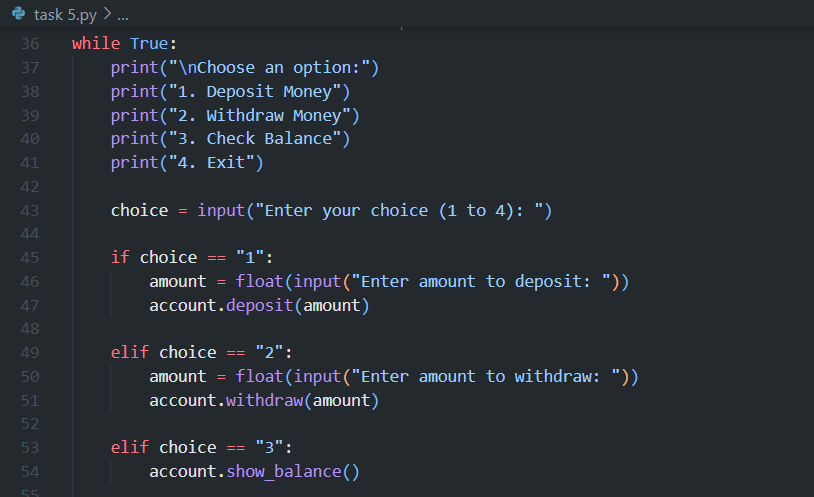 task 5.py > ...
36 while True:
37     print("\nChoose an option:")
38     print("1. Deposit Money")
39     print("2. Withdraw Money")
40     print("3. Check Balance")
41     print("4. Exit")
42
43     choice = input("Enter your choice (1 to 4): ")
44
45     if choice == "1":
46         amount = float(input("Enter amount to deposit: "))
47         account.deposit(amount)
48
49     elif choice == "2":
50         amount = float(input("Enter amount to withdraw: "))
51         account.withdraw(amount)
52
53     elif choice == "3":
54         account.show_balance()
55